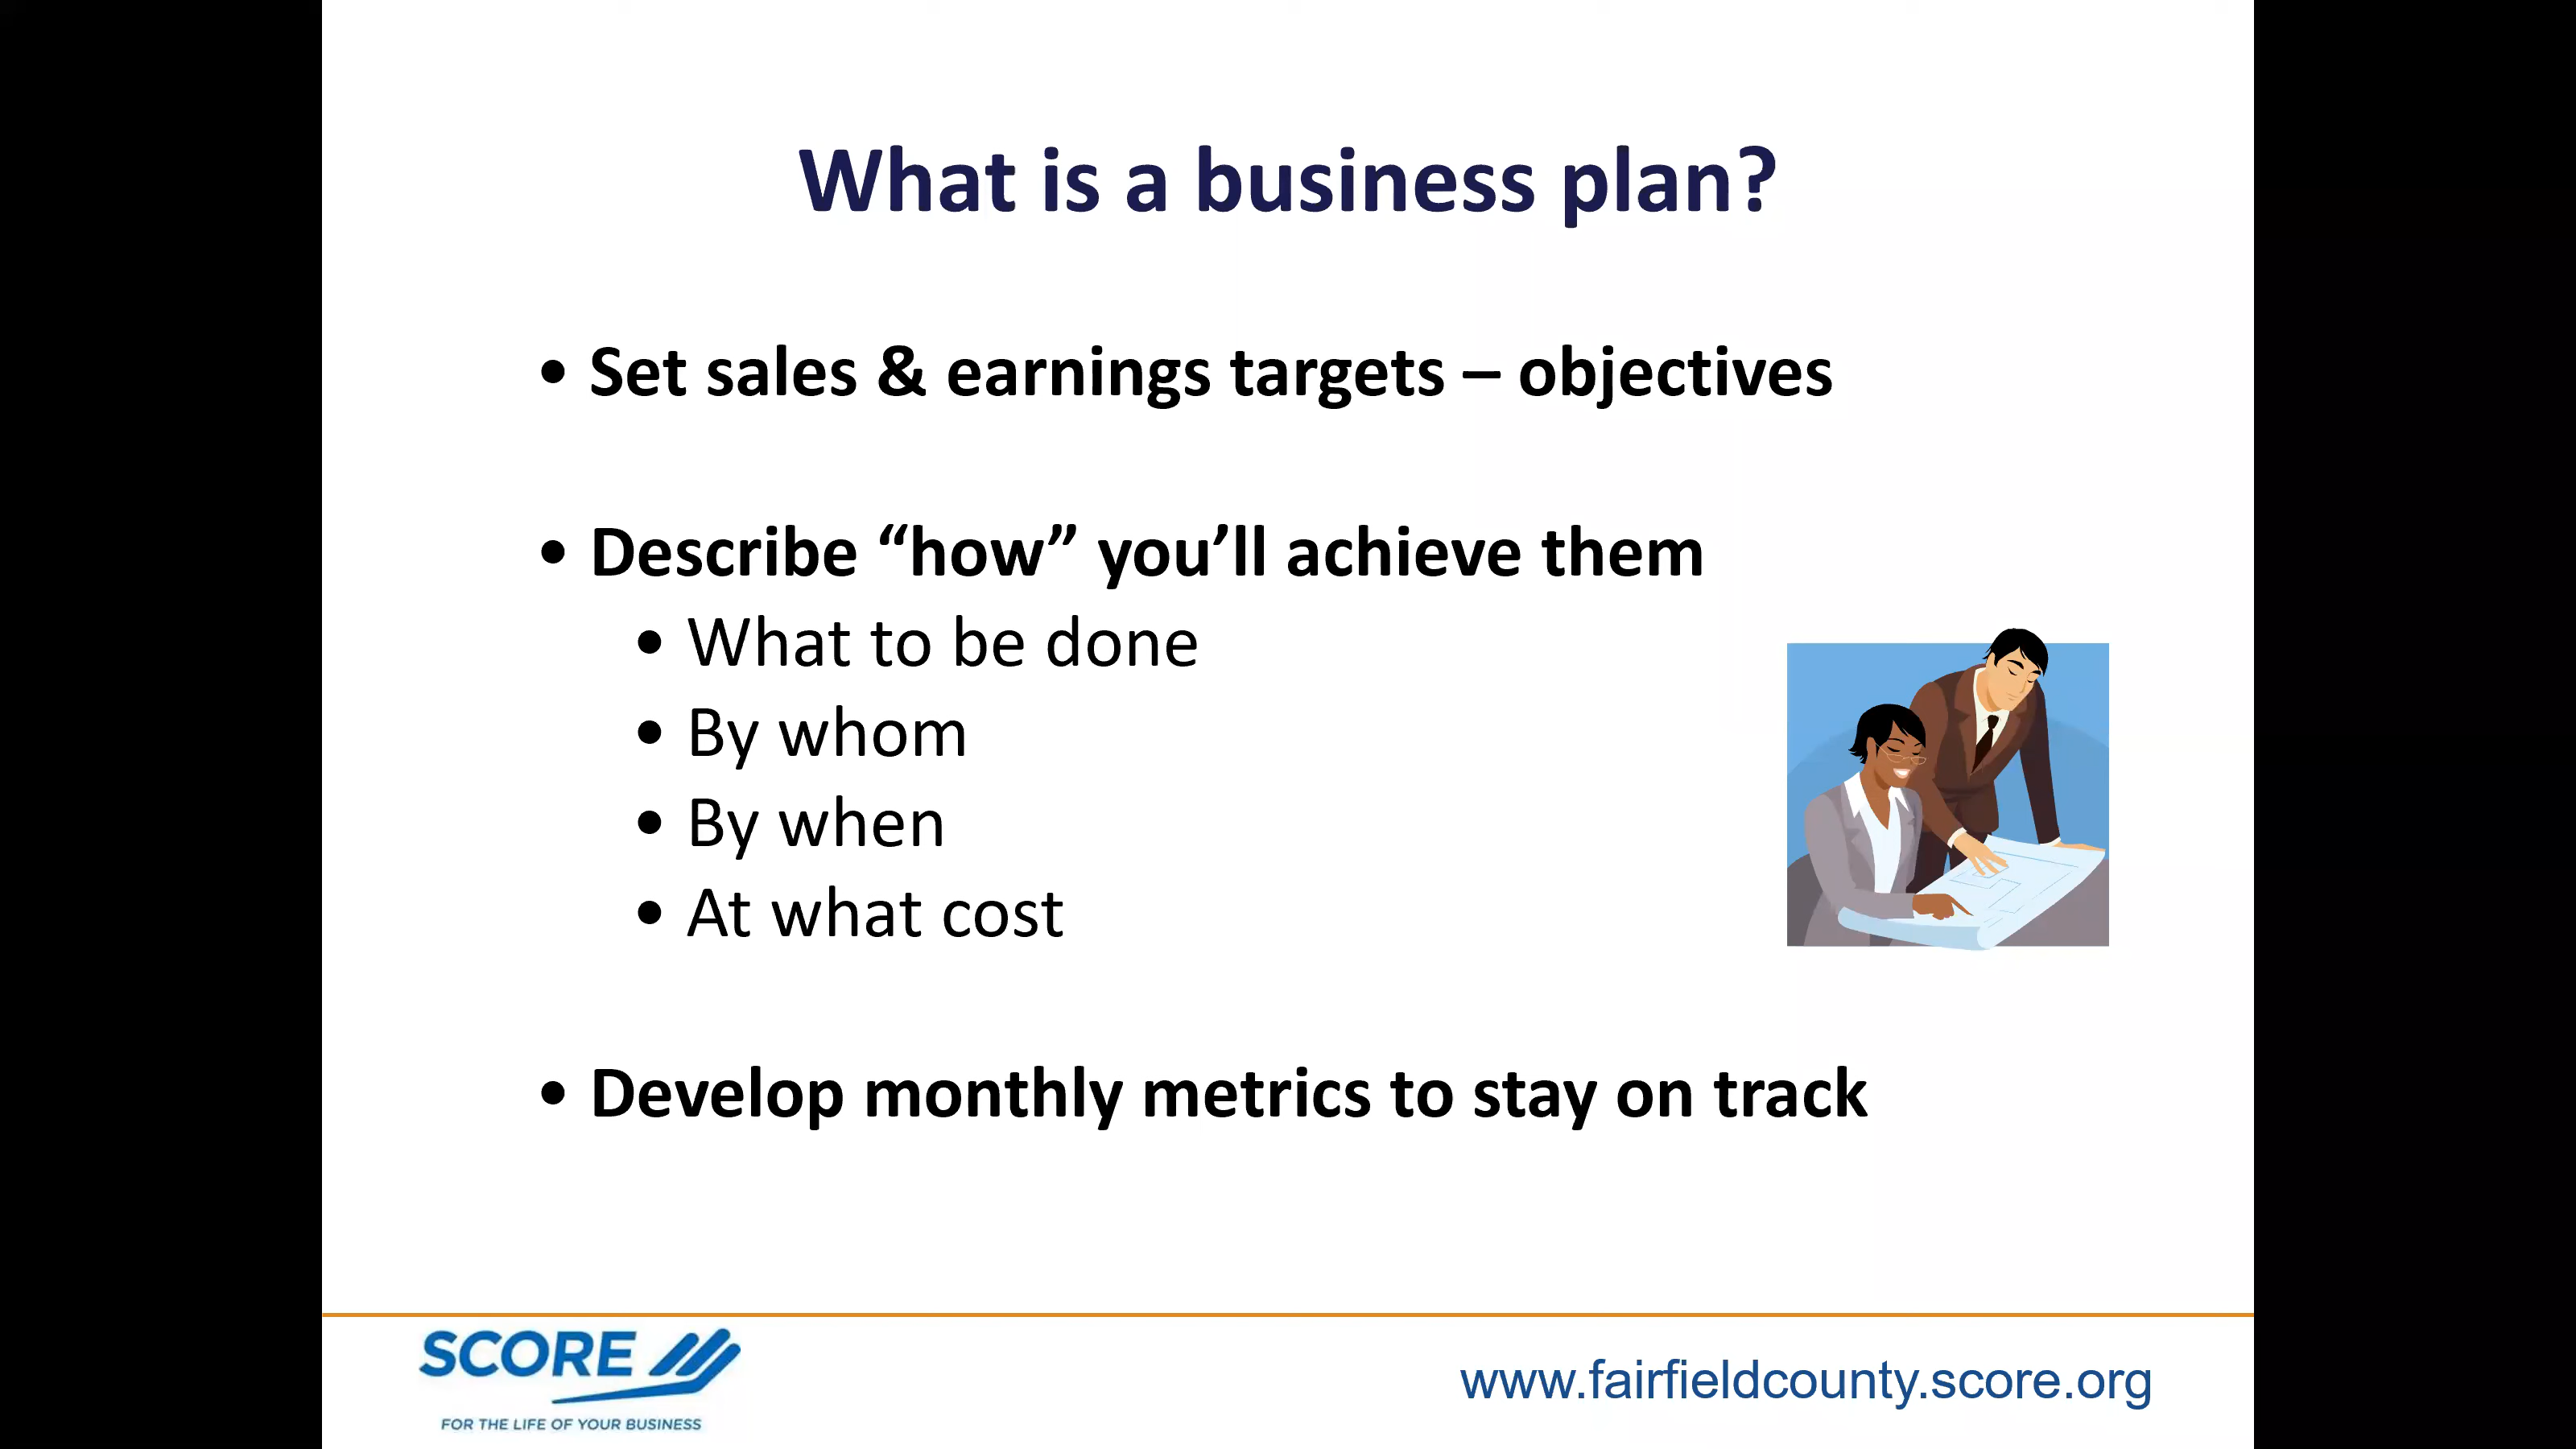 What is a business plan?
• Set sales & earnings targets – objectives
• Describe “how” you’ll achieve them
• What to be done
• By whom
• By when
• At what cost
• Develop monthly metrics to stay on track
SCORE
FOR THE LIFE OF YOUR BUSINESS
www.fairfieldcounty.score.org